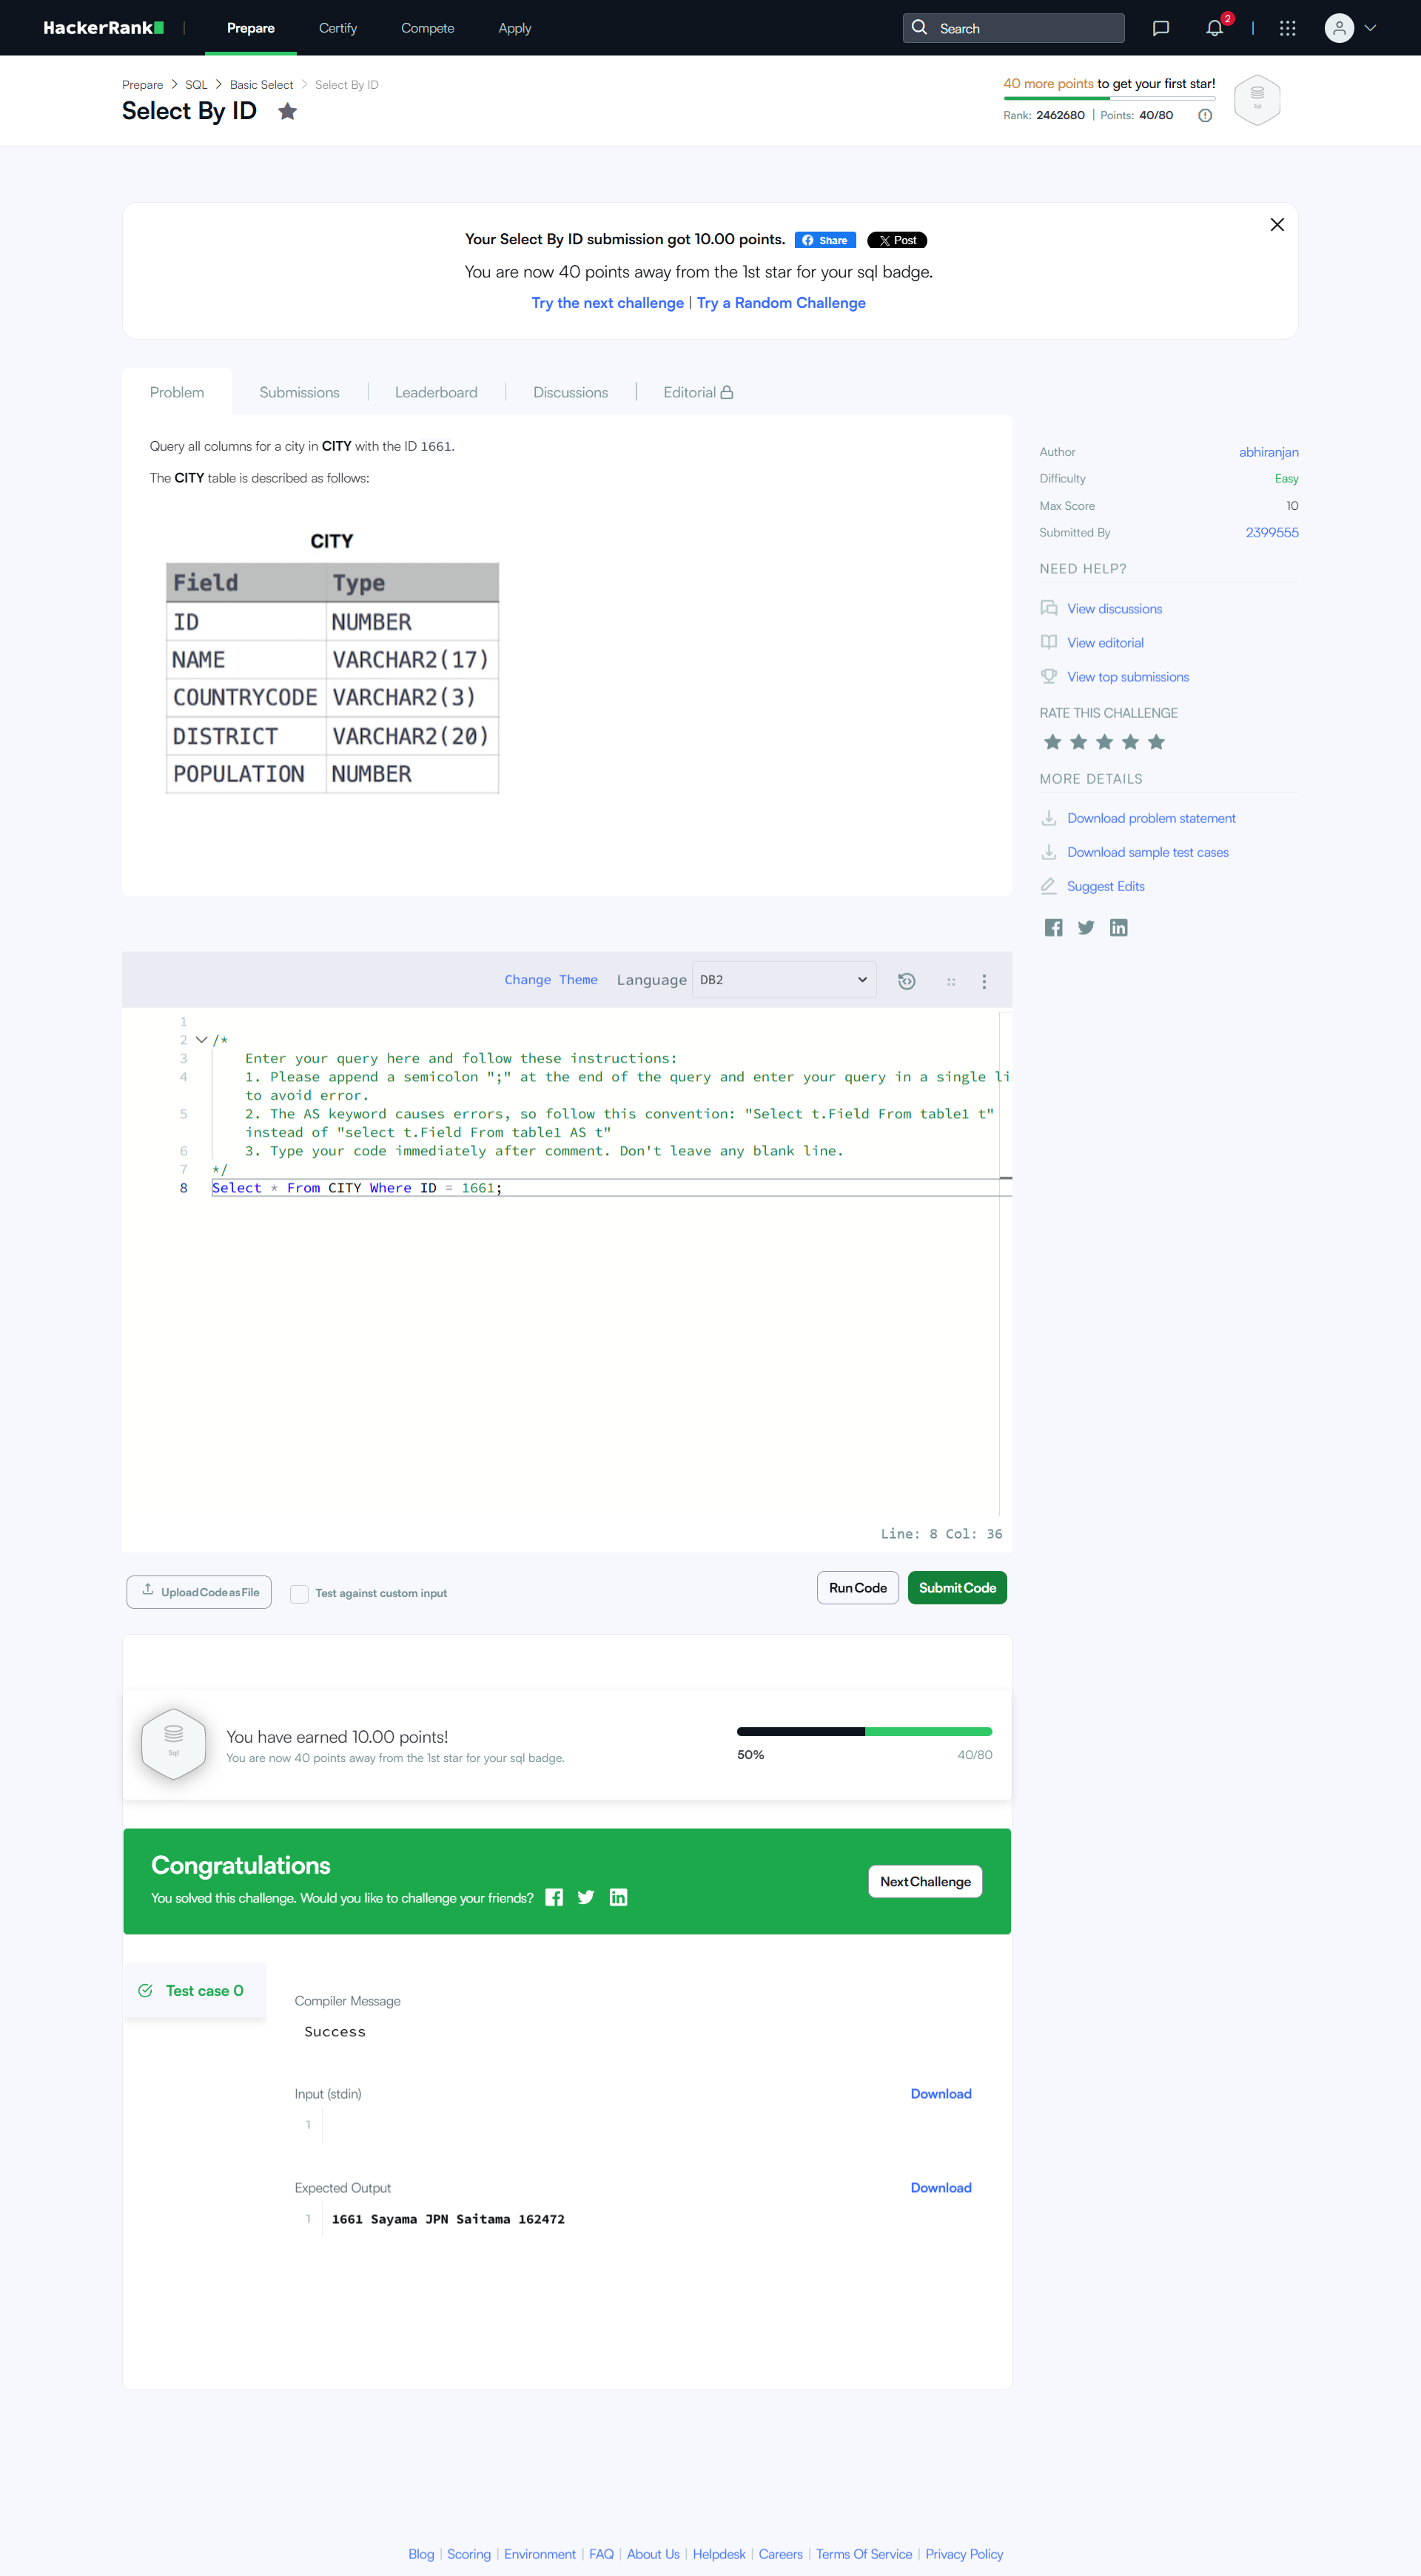 HackerRank
Prepare
Certify
Compete
Apply
Search
2
Prepare
SQL
Basic Select
Select By ID
Select By ID
40 more points to get your first star!
Rank: 2462680 | Points: 40/80
Sql
Your Select By ID submission got 10.00 points.
Share
Post
You are now 40 points away from the 1st star for your sql badge.
Try the next challenge | Try a Random Challenge
Problem
Submissions
Leaderboard
Discussions
Editorial
Query all columns for a city in CITY with the ID 1661.
The CITY table is described as follows:
CITY
Field Type
ID NUMBER
NAME VARCHAR2(17)
COUNTRYCODE VARCHAR2(3)
DISTRICT VARCHAR2(20)
POPULATION NUMBER
Author abhiranjan
Difficulty Easy
Max Score 10
Submitted By 2399555
NEED HELP?
View discussions
View editorial
View top submissions
RATE THIS CHALLENGE
MORE DETAILS
Download problem statement
Download sample test cases
Suggest Edits
Change Theme
Language
DB2
1
2 /*
3 Enter your query here and follow these instructions:
4 1. Please append a semicolon ";" at the end of the query and enter your query in a single li
to avoid error.
5 2. The AS keyword causes errors, so follow this convention: "Select t.Field From table1 t"
instead of "select t.Field From table1 AS t"
6 3. Type your code immediately after comment. Don't leave any blank line.
7 */
8 Select * From CITY Where ID = 1661;
Line: 8 Col: 36
Upload Code as File
Test against custom input
Run Code
Submit Code
Sql
You have earned 10.00 points!
You are now 40 points away from the 1st star for your sql badge.
50%
40/80
Congratulations
You solved this challenge. Would you like to challenge your friends?
Next Challenge
Test case 0
Compiler Message
Success
Input (stdin)
Download
1
Expected Output
Download
1 1661 Sayama JPN Saitama 162472
Blog | Scoring | Environment | FAQ | About Us | Helpdesk | Careers | Terms Of Service | Privacy Policy